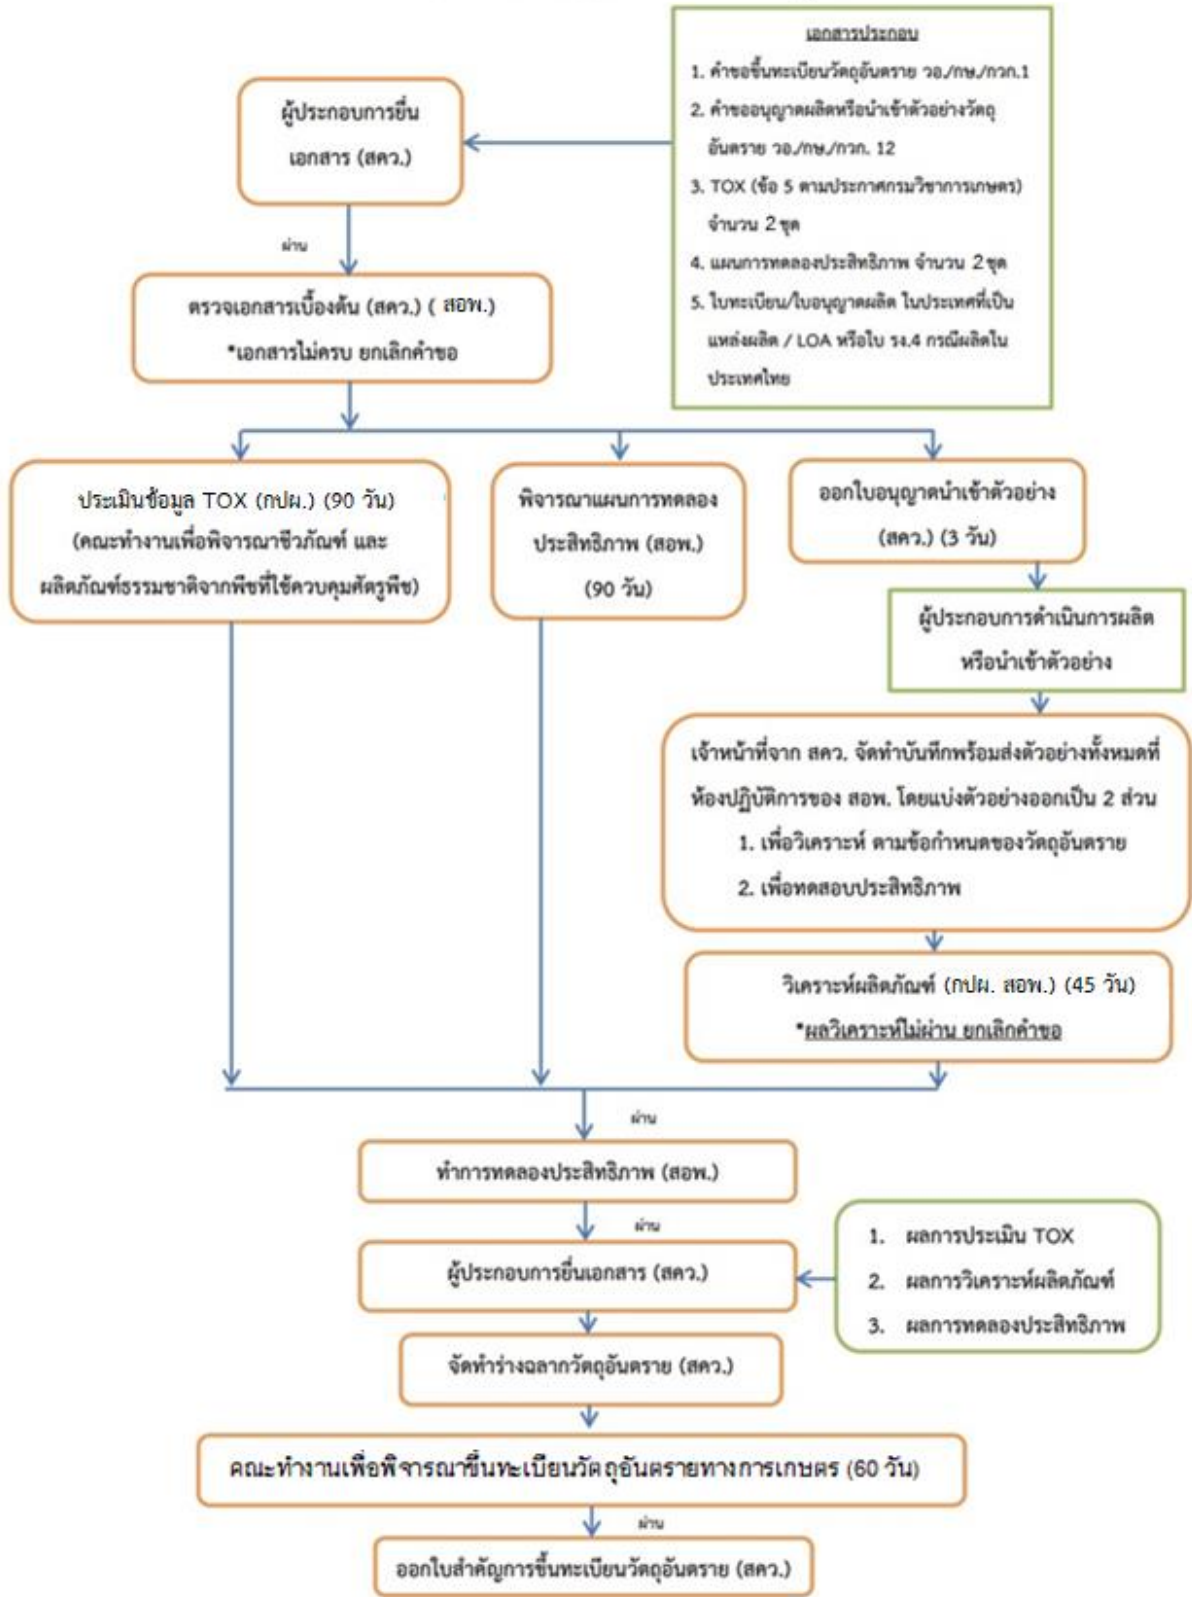 เอกสารประกอบ
1. คำขอขึ้นทะเบียนวัตถุอันตราย วอ./กษ./กวก.1
2. คำขออนุญาตผลิตหรือนำเข้าตัวอย่างวัตถุ
อันตราย วอ./กษ./กวก. 12
3. TOX (ข้อ 5 ตามประกาศกรมวิชาการเกษตร)
จำนวน 2 ชุด
4. แผนการทดลองประสิทธิภาพ จำนวน 2 ชุด
5. ใบทะเบียน/ใบอนุญาตผลิต ในประเทศที่เป็น
แหล่งผลิต / LOA หรือใบ รง.4 กรณีผลิตใน
ประเทศไทย
ผู้ประกอบการยื่น
เอกสาร (สคว.)
ผ่าน
ตรวจเอกสารเบื้องต้น (สคว.) ( สอพ.)
*เอกสารไม่ครบ ยกเลิกคำขอ
ประเมินข้อมูล TOX (กปผ.) (90 วัน)
(คณะทำงานเพื่อพิจารณาชีวภัณฑ์ และ
ผลิตภัณฑ์ธรรมชาติจากพืชที่ใช้ควบคุมศัตรูพืช)
พิจารณาแผนการทดลอง
ประสิทธิภาพ (สอพ.)
(90 วัน)
ออกใบอนุญาตนำเข้าตัวอย่าง
(สคว.) (3 วัน)
ผู้ประกอบการดำเนินการผลิต
หรือนำเข้าตัวอย่าง
เจ้าหน้าที่จาก สคว. จัดทำบันทึกพร้อมส่งตัวอย่างทั้งหมดที่
ห้องปฏิบัติการของ สอพ. โดยแบ่งตัวอย่างออกเป็น 2 ส่วน
1. เพื่อวิเคราะห์ ตามข้อกำหนดของวัตถุอันตราย
2. เพื่อทดสอบประสิทธิภาพ
วิเคราะห์ผลิตภัณฑ์ (กปผ. สอพ.) (45 วัน)
*ผลวิเคราะห์ไม่ผ่าน ยกเลิกคำขอ
ผ่าน
ทำการทดลองประสิทธิภาพ (สอพ.)
ผ่าน
ผู้ประกอบการยื่นเอกสาร (สคว.)
1. ผลการประเมิน TOX
2. ผลการวิเคราะห์ผลิตภัณฑ์
3. ผลการทดลองประสิทธิภาพ
จัดทำร่างฉลากวัตถุอันตราย (สคว.)
คณะทำงานเพื่อพิจารณาขึ้นทะเบียนวัตถุอันตรายทางการเกษตร (60 วัน)
ผ่าน
ออกใบสำคัญการขึ้นทะเบียนวัตถุอันตราย (สคว.)